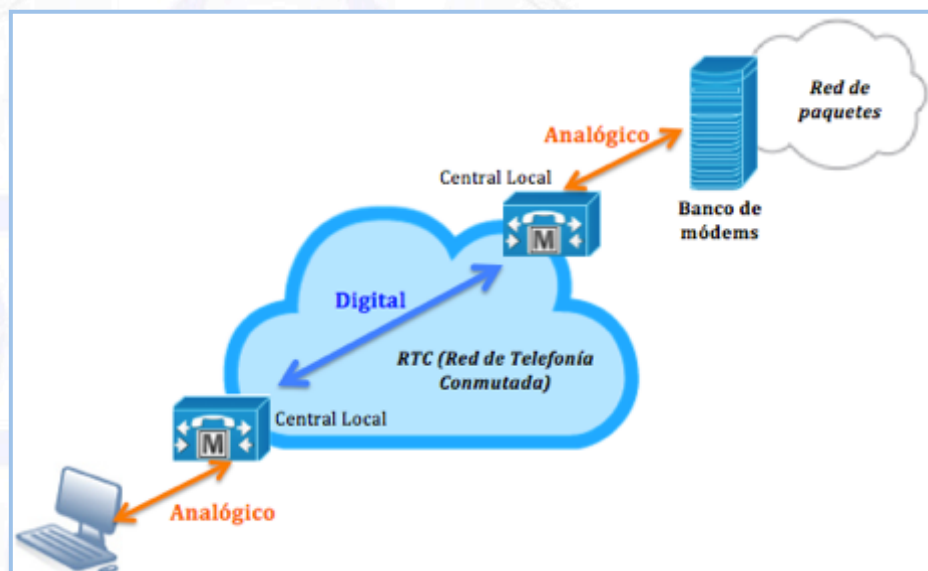 Red de
paquetes
Analógico
Central Local
Banco de
módems
M
Digital
RTC (Red de Telefonía
Conmutada)
Central Local
M
Analógico